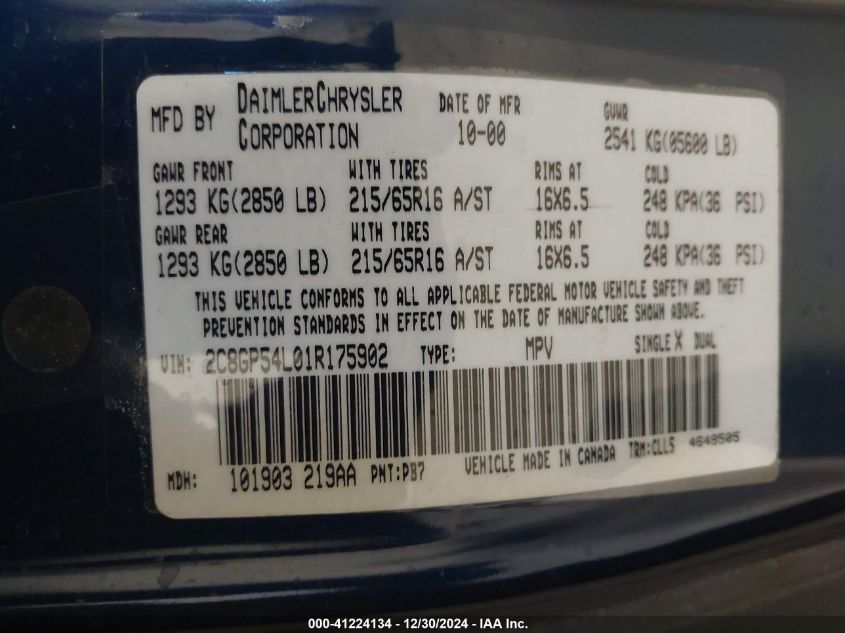 MFD BY DAIMLERCHRYSLER CORPORATION DATE OF MFR 10-00 GVWR 2541 KG(05600 LB)
GAWR FRONT WITH TIRES RIMS AT COLD
1293 KG(2850 LB) 215/65R16 A/ST 16X6.5 248 KPA(36 PSI)
GAWR REAR WITH TIRES RIMS AT COLD
1293 KG(2850 LB) 215/65R16 A/ST 16X6.5 248 KPA(36 PSI)
THIS VEHICLE CONFORMS TO ALL APPLICABLE FEDERAL MOTOR VEHICLE SAFETY AND THEFT
PREVENTION STANDARDS IN EFFECT ON THE DATE OF MANUFACTURE SHOWN ABOVE.
VIN: 2C8GP54L01R175902 TYPE: MPV SINGLE X DUAL
MDH: 101903 219AA PNT:PB7 VEHICLE MADE IN CANADA TRM:CLL5 4648505
000-41224134 - 12/30/2024 - IAA Inc.